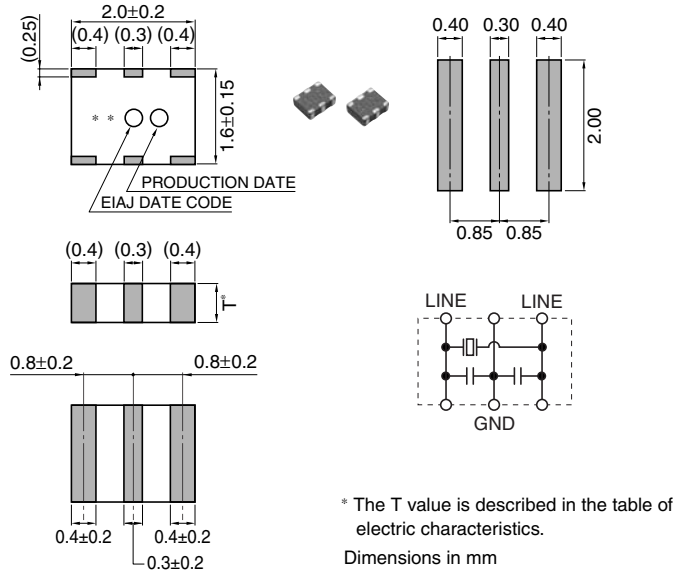 2.0±0.2
(0.4) (0.3) (0.4)
(0.25)
1.6±0.15
* *
PRODUCTION DATE
EIAJ DATE CODE
0.40 0.30 0.40
2.00
0.85 0.85
(0.4) (0.3) (0.4)
T*
LINE LINE
GND
0.8±0.2 0.8±0.2
0.4±0.2 0.4±0.2
0.3±0.2
* The T value is described in the table of
electric characteristics.
Dimensions in mm